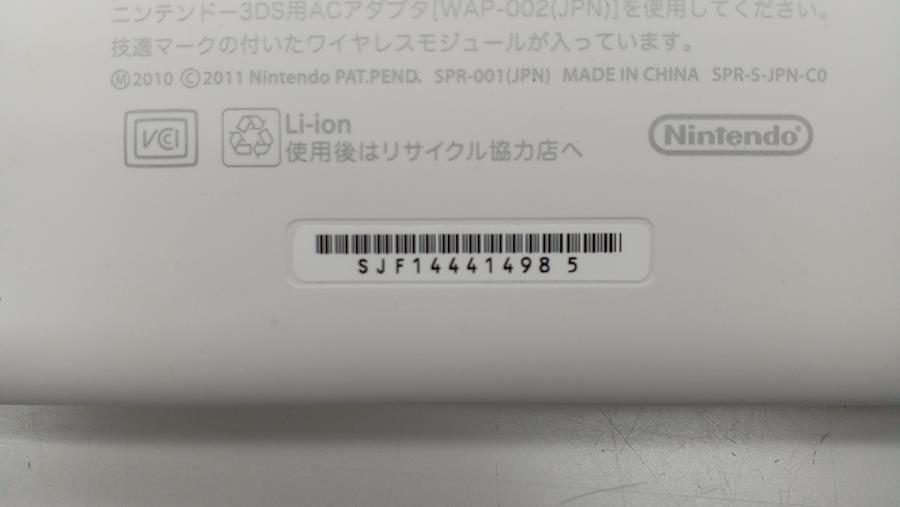 ニンテンドー3DS用ACアダプタ[WAP-002(JPN)]を使用してください。
技適マークの付いたワイヤレスモジュールが入っています。
Ⓜ2010 Ⓒ2011 Nintendo PAT.PEND. SPR-001(JPN) MADE IN CHINA SPR-S-JPN-C0
VCCI
Li-ion
使用後はリサイクル協力店へ
Nintendo®
SJF14441498 5